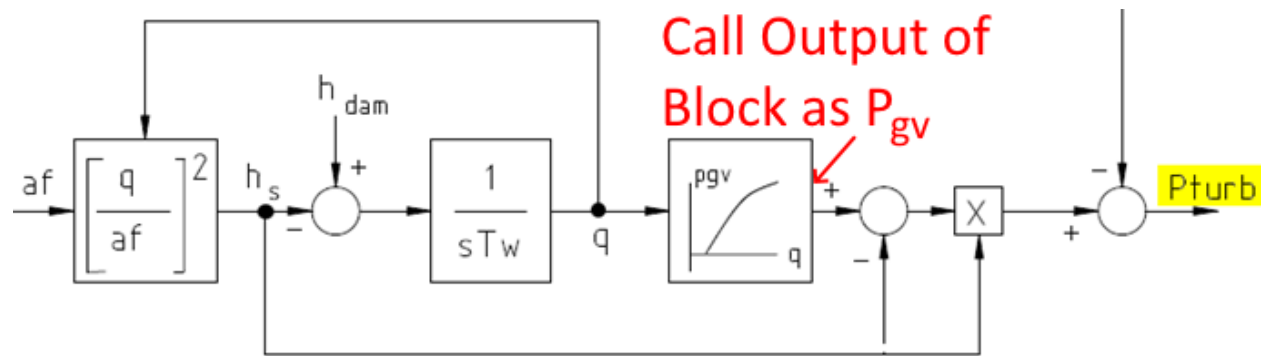 Call Output of
Block as Pgv
h dam
af
[ q / af ] 2
h s
+
-
1
sTw
q
pgv
q
+
-
X
+
-
Pturb